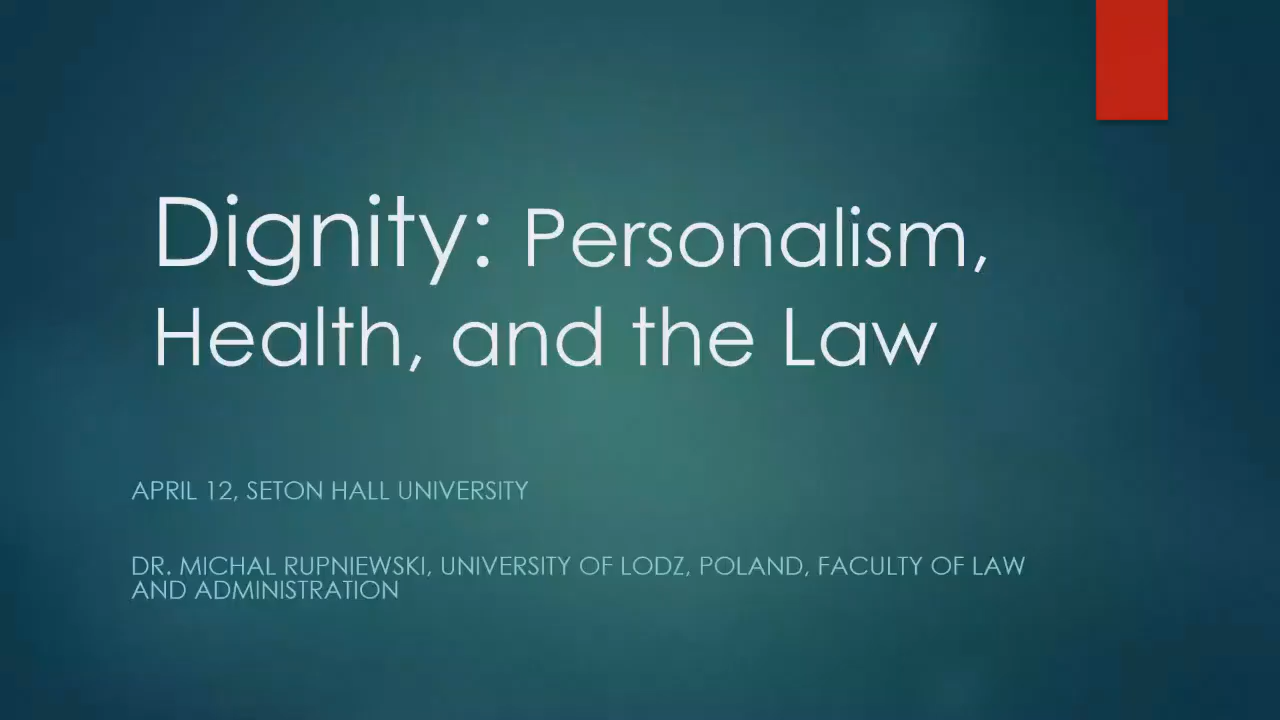 Dignity: Personalism,
Health, and the Law
APRIL 12, SETON HALL UNIVERSITY
DR. MICHAL RUPNIEWSKI, UNIVERSITY OF LODZ, POLAND, FACULTY OF LAW
AND ADMINISTRATION